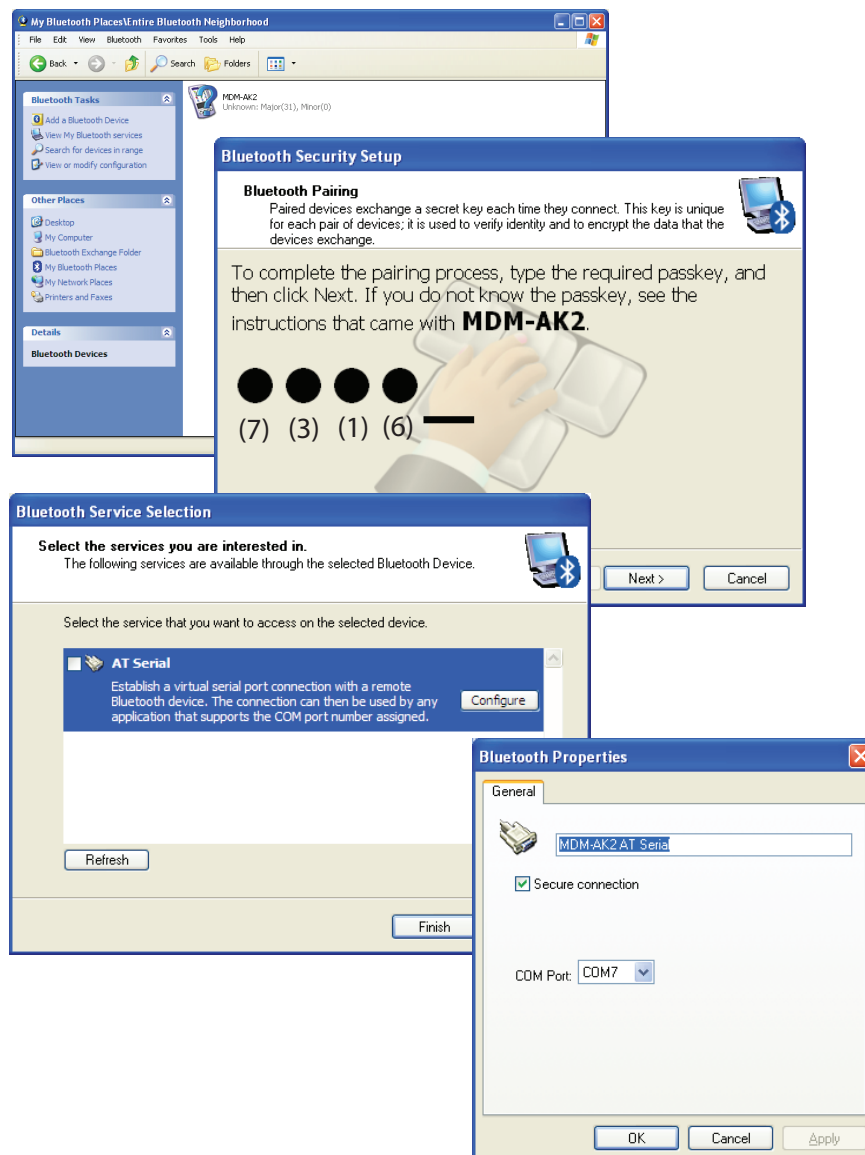 My Bluetooth Places\Entire Bluetooth Neighborhood
File Edit View Bluetooth Favorites Tools Help
Back Search Folders
Bluetooth Tasks
Add a Bluetooth Device
View My Bluetooth services
Search for devices in range
View or modify configuration
Other Places
Desktop
My Computer
Bluetooth Exchange Folder
My Bluetooth Places
My Network Places
Printers and Faxes
Details
Bluetooth Devices
MDM-AK2
Unknown: Major(31), Minor(0)
Bluetooth Security Setup
Bluetooth Pairing
Paired devices exchange a secret key each time they connect. This key is unique
for each pair of devices; it is used to verify identity and to encrypt the data that the
devices exchange.
To complete the pairing process, type the required passkey, and
then click Next. If you do not know the passkey, see the
instructions that came with MDM-AK2.
(7) (3) (1) (6)
Next > Cancel
Bluetooth Service Selection
Select the services you are interested in.
The following services are available through the selected Bluetooth Device.
Select the service that you want to access on the selected device.
AT Serial
Establish a virtual serial port connection with a remote
Bluetooth device. The connection can then be used by any
application that supports the COM port number assigned.
Configure
Refresh
Finish
Bluetooth Properties
General
MDM-AK2 AT Serial
Secure connection
COM Port: COM7
OK Cancel Apply